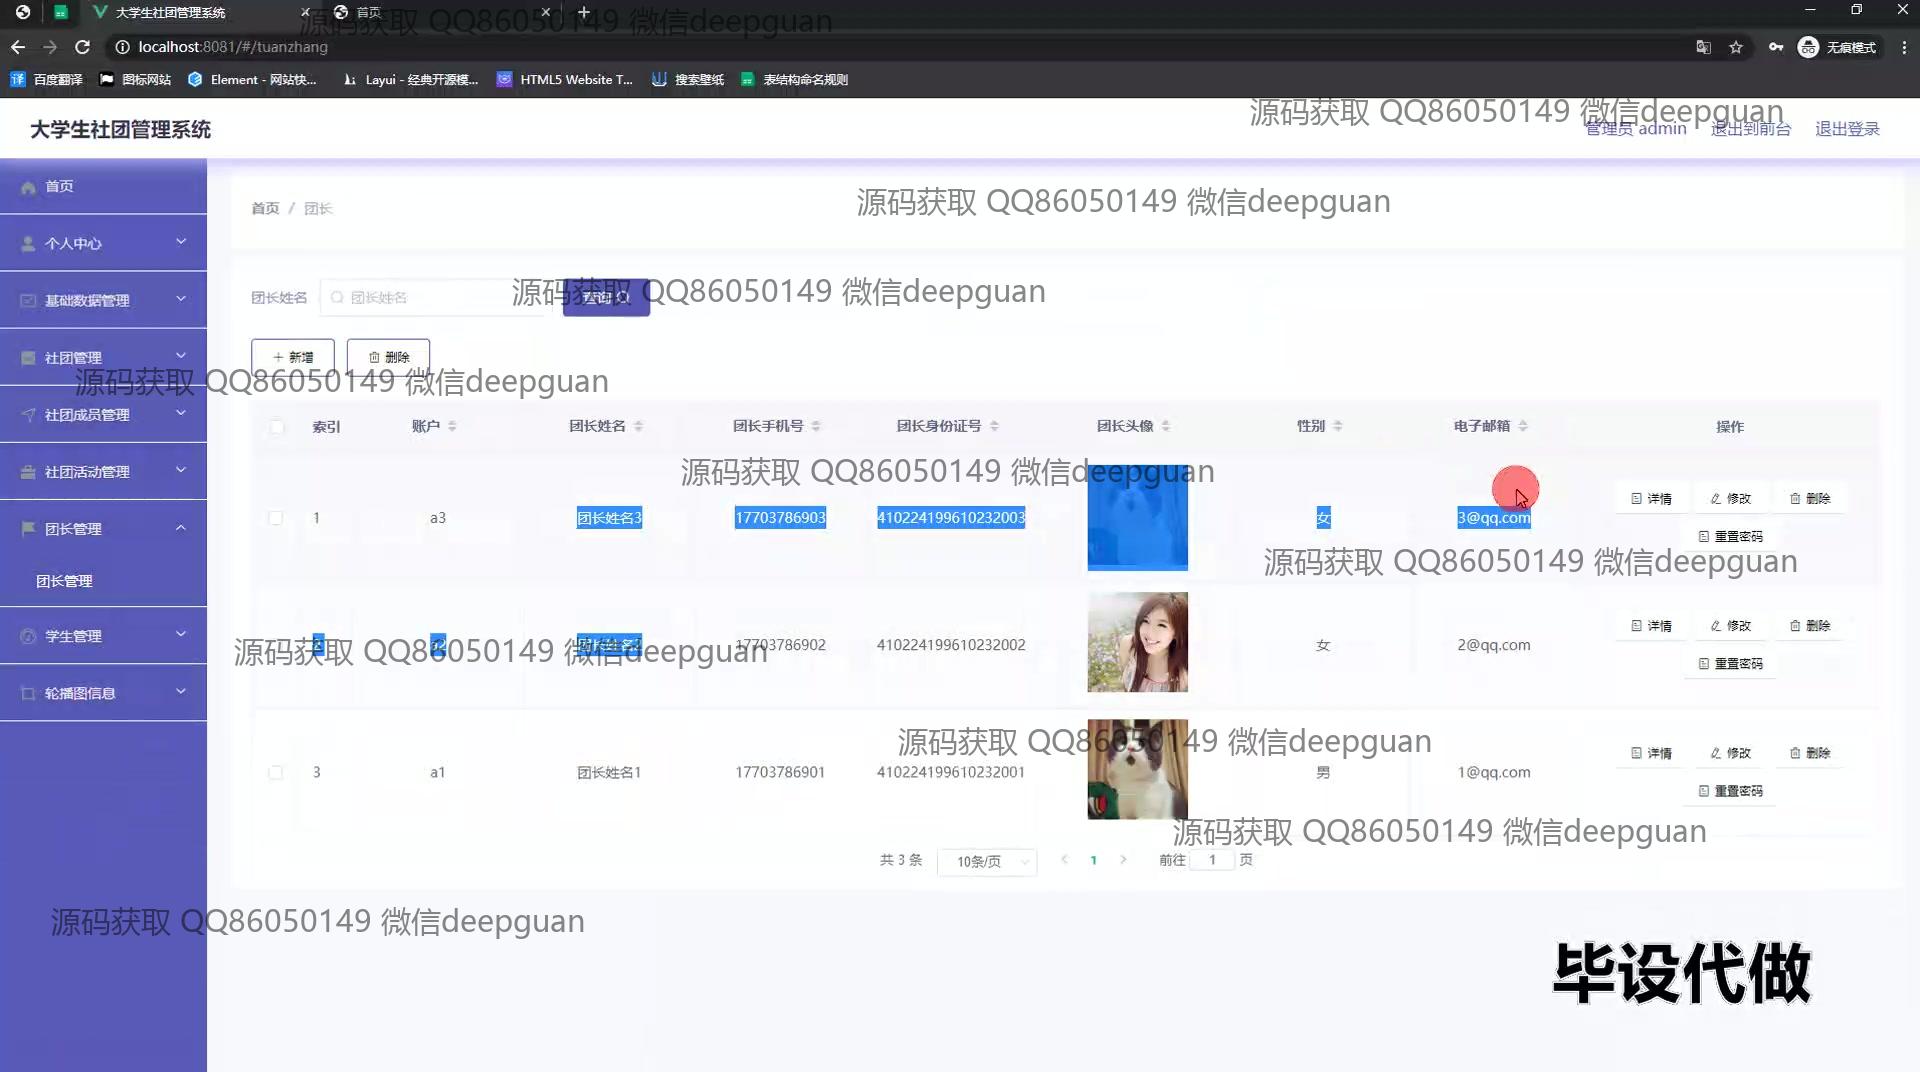 大学生社团管理系统
首页
localhost:8081/#/tuanzhang
无痕模式
百度翻译
图标网站
Element - 网站快...
Layui - 经典开源模...
HTML5 Website T...
搜索壁纸
表结构命名规则
源码获取 QQ86050149 微信deepguan
源码获取 QQ86050149 微信deepguan
大学生社团管理系统
管理员 admin
退出到前台
退出登录
首页
个人中心
基础数据管理
社团管理
社团成员管理
社团活动管理
团长管理
团长管理
学生管理
轮播图信息
首页 / 团长
源码获取 QQ86050149 微信deepguan
团长姓名
团长姓名
查询
源码获取 QQ86050149 微信deepguan
新增
删除
源码获取 QQ86050149 微信deepguan
索引 账户 团长姓名 团长手机号 团长身份证号 团长头像 性别 电子邮箱 操作
源码获取 QQ86050149 微信deepguan
1 a3 团长姓名3 17703786903 410224199610232003 女 3@qq.com 详情 修改 删除
重置密码
源码获取 QQ86050149 微信deepguan
2 a2 团长姓名2 17703786902 410224199610232002 女 2@qq.com 详情 修改 删除
重置密码
源码获取 QQ86050149 微信deepguan
源码获取 QQ86050149 微信deepguan
3 a1 团长姓名1 17703786901 410224199610232001 男 1@qq.com 详情 修改 删除
重置密码
源码获取 QQ86050149 微信deepguan
共 3 条 10条/页 1 前往 1 页
源码获取 QQ86050149 微信deepguan
毕设代做